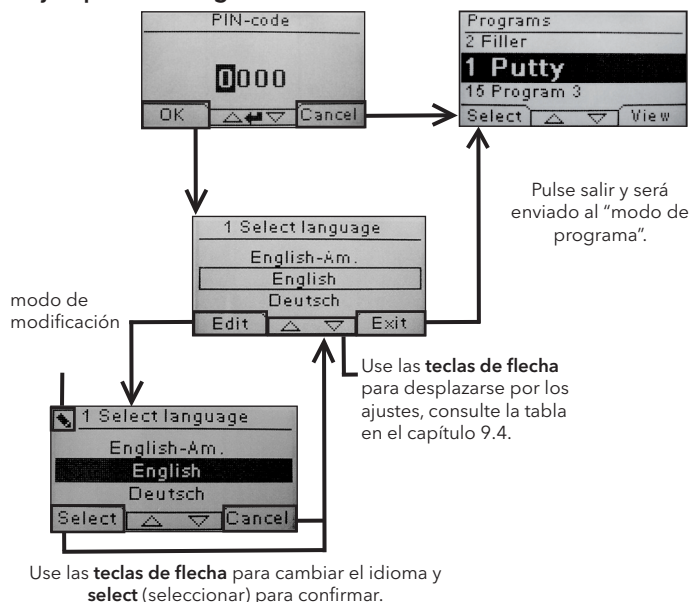 PIN-code
0000
OK
Cancel
Programs
2 Filler
1 Putty
15 Program 3
Select
View
Pulse salir y será
enviado al "modo de
programa".
1 Select language
English-Am.
English
Deutsch
Edit
Exit
modo de
modificación
Use las teclas de flecha
para desplazarse por los
ajustes, consulte la tabla
en el capítulo 9.4.
1 Select language
English-Am.
English
Deutsch
Select
Cancel
Use las teclas de flecha para cambiar el idioma y
select (seleccionar) para confirmar.